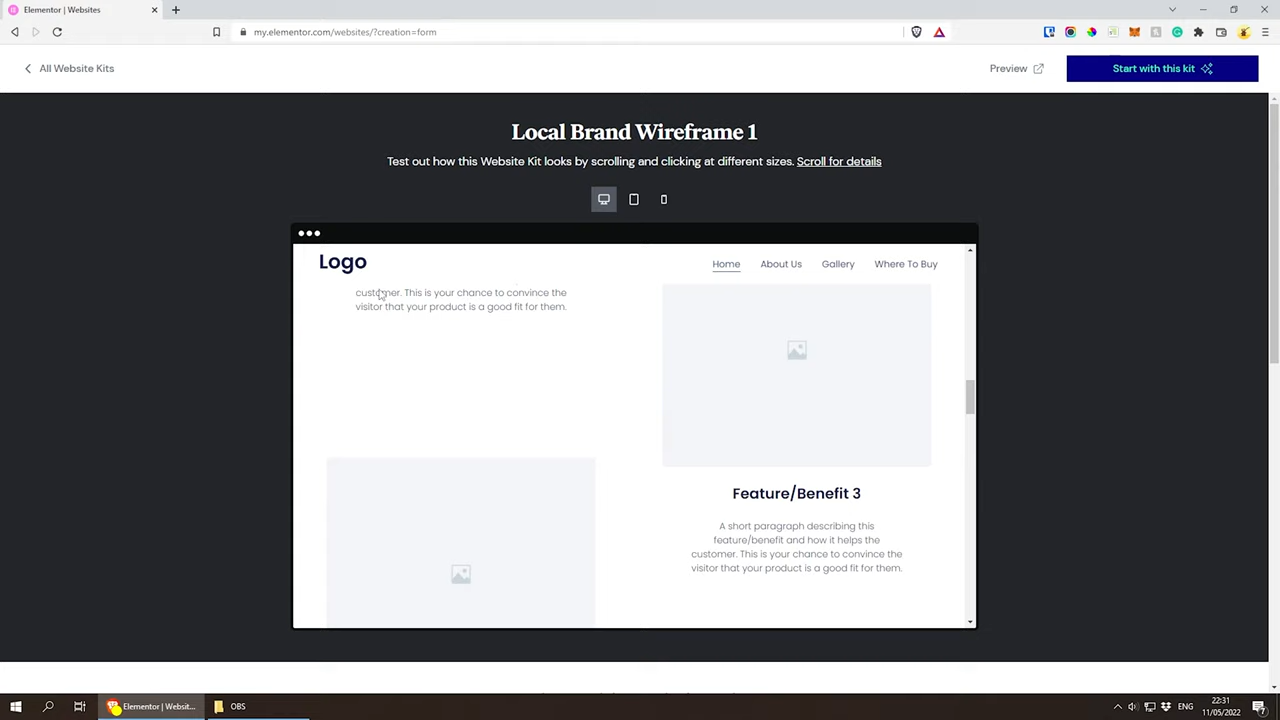 Elementor | Websites
my.elementor.com/websites/?creation=form
All Website Kits
Preview
Start with this kit
Local Brand Wireframe 1
Test out how this Website Kit looks by scrolling and clicking at different sizes. Scroll for details
Logo
Home
About Us
Gallery
Where To Buy
customer. This is your chance to convince the
visitor that your product is a good fit for them.
Feature/Benefit 3
A short paragraph describing this
feature/benefit and how it helps the
customer. This is your chance to convince the
visitor that your product is a good fit for them.
Elementor | Websit...
OBS
ENG
22:31
11/05/2022